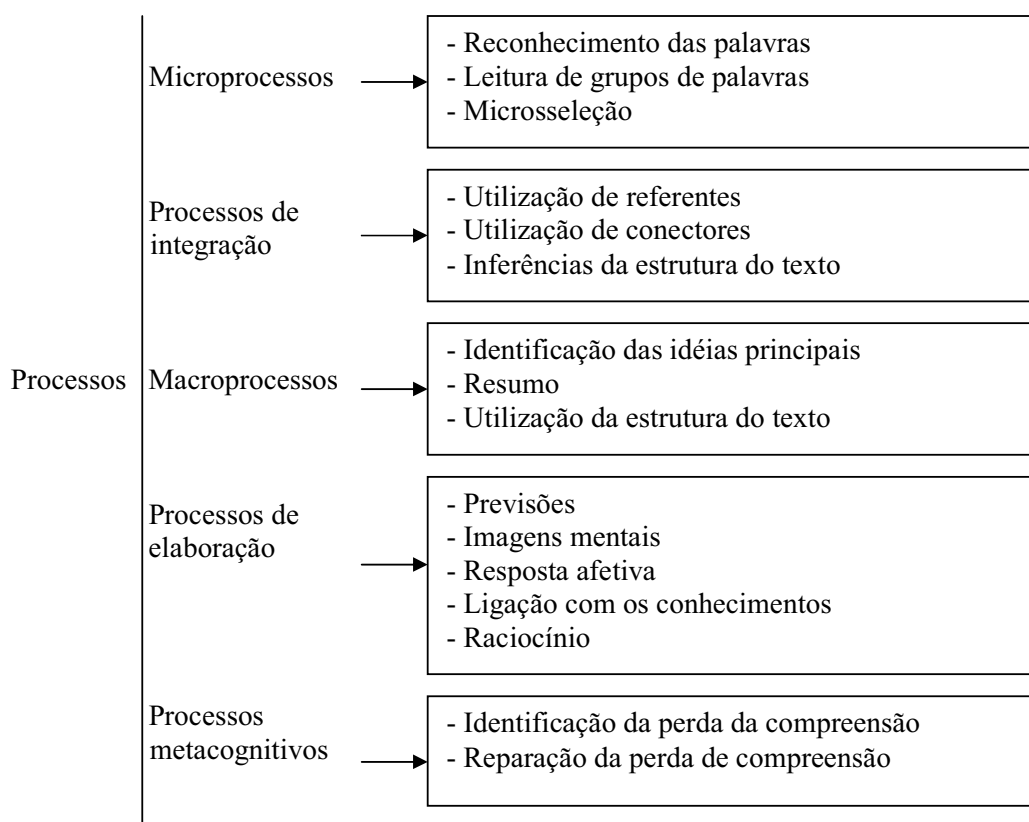 Microprocessos
- Reconhecimento das palavras
- Leitura de grupos de palavras
- Microsseleção
Processos de
integração
- Utilização de referentes
- Utilização de conectores
- Inferências da estrutura do texto
Processos
Macroprocessos
- Identificação das idéias principais
- Resumo
- Utilização da estrutura do texto
Processos de
elaboração
- Previsões
- Imagens mentais
- Resposta afetiva
- Ligação com os conhecimentos
- Raciocínio
Processos
metacognitivos
- Identificação da perda da compreensão
- Reparação da perda de compreensão